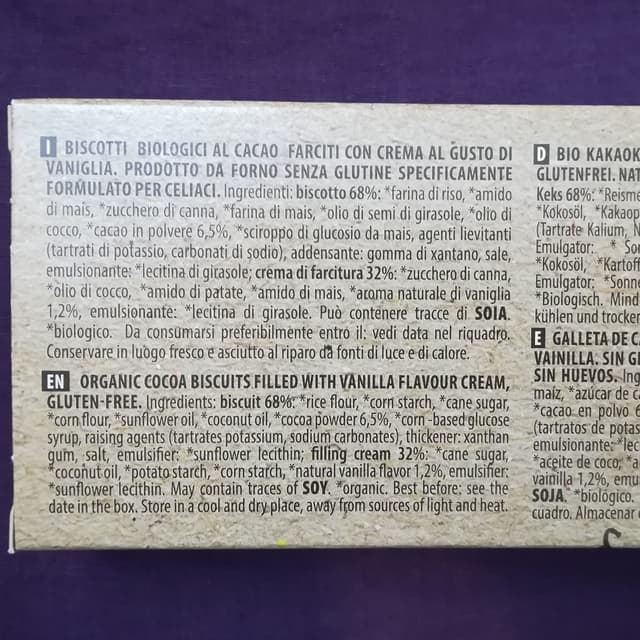 I BISCOTTI BIOLOGICI AL CACAO FARCITI CON CREMA AL GUSTO DI
VANIGLIA. PRODOTTO DA FORNO SENZA GLUTINE SPECIFICAMENTE
FORMULATO PER CELIACI. Ingredienti: biscotto 68%: *farina di riso, *amido
di mais, *zucchero di canna, *farina di mais, *olio di semi di girasole, *olio di
cocco, *cacao in polvere 6,5%, *sciroppo di glucosio da mais, agenti lievitanti
(tartrati di potassio, carbonati di sodio), addensante: gomma di xantano, sale,
emulsionante: *lecitina di girasole; crema di farcitura 32%: *zucchero di canna,
*olio di cocco, *amido di patate, *amido di mais, *aroma naturale di vaniglia
1,2%, emulsionante: *lecitina di girasole. Può contenere tracce di SOIA.
*biologico. Da consumarsi preferibilmente entro il: vedi data nel riquadro.
Conservare in luogo fresco e asciutto al riparo da fonti di luce e di calore.
EN ORGANIC COCOA BISCUITS FILLED WITH VANILLA FLAVOUR CREAM,
GLUTEN-FREE. Ingredients: biscuit 68%: *rice flour, *corn starch, *cane sugar,
*corn flour, *sunflower oil, *coconut oil, *cocoa powder 6,5%, *corn -based glucose
syrup, raising agents (tartrates potassium, sodium carbonates), thickener: xanthan
gum, salt, emulsifier: *sunflower lecithin; filling cream 32%: *cane sugar,
*coconut oil, *potato starch, *corn starch, *natural vanilla flavor 1,2%, emulsifier:
*sunflower lecithin. May contain traces of SOY. *organic. Best before: see the
date in the box. Store in a cool and dry place, away from sources of light and heat.
D BIO KAKAOK
GLUTENFREI. NAT
Keks 68%: *Reisme
*Kokosöl, *Kakaop
(Tartrate Kalium, N
Emulgator: * Son
*Kokosöl, *Kartoff
Emulgator: *Sonne
*Biologisch. Mind
kühlen und trocken
E GALLETA DE CA
VAINILLA. SIN GL
SIN HUEVOS. Ing
maíz, *azúcar de ca
*cacao en polvo 6
(tartratos de potas
emulsionante: *lec
*aceite de coco, *a
vainilla 1,2%, emu
SOJA. *biológico.
cuadro. Almacenar e